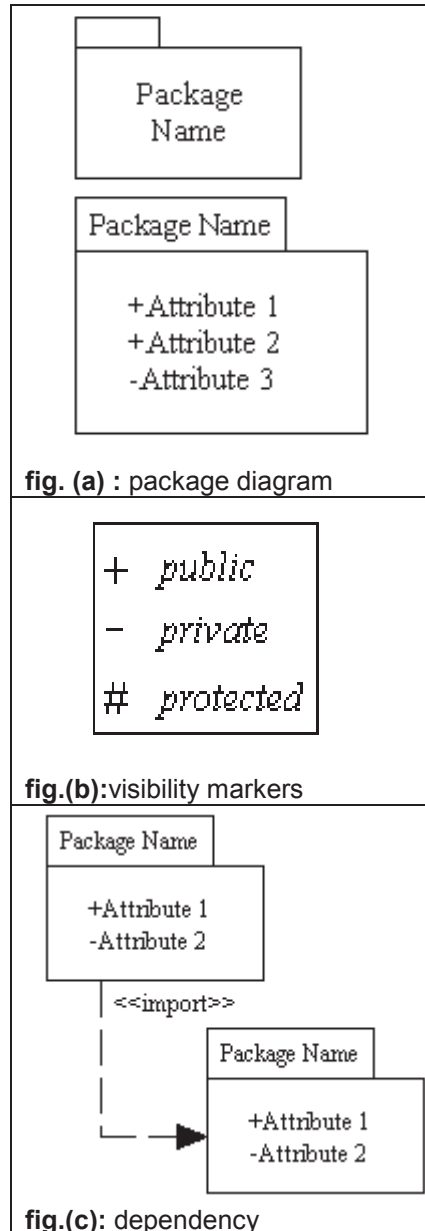 Package
Name
Package Name
+Attribute 1
+Attribute 2
-Attribute 3
fig. (a) : package diagram
+ public
- private
# protected
fig.(b):visibility markers
Package Name
+Attribute 1
-Attribute 2
<<import>>
Package Name
+Attribute 1
-Attribute 2
fig.(c): dependency